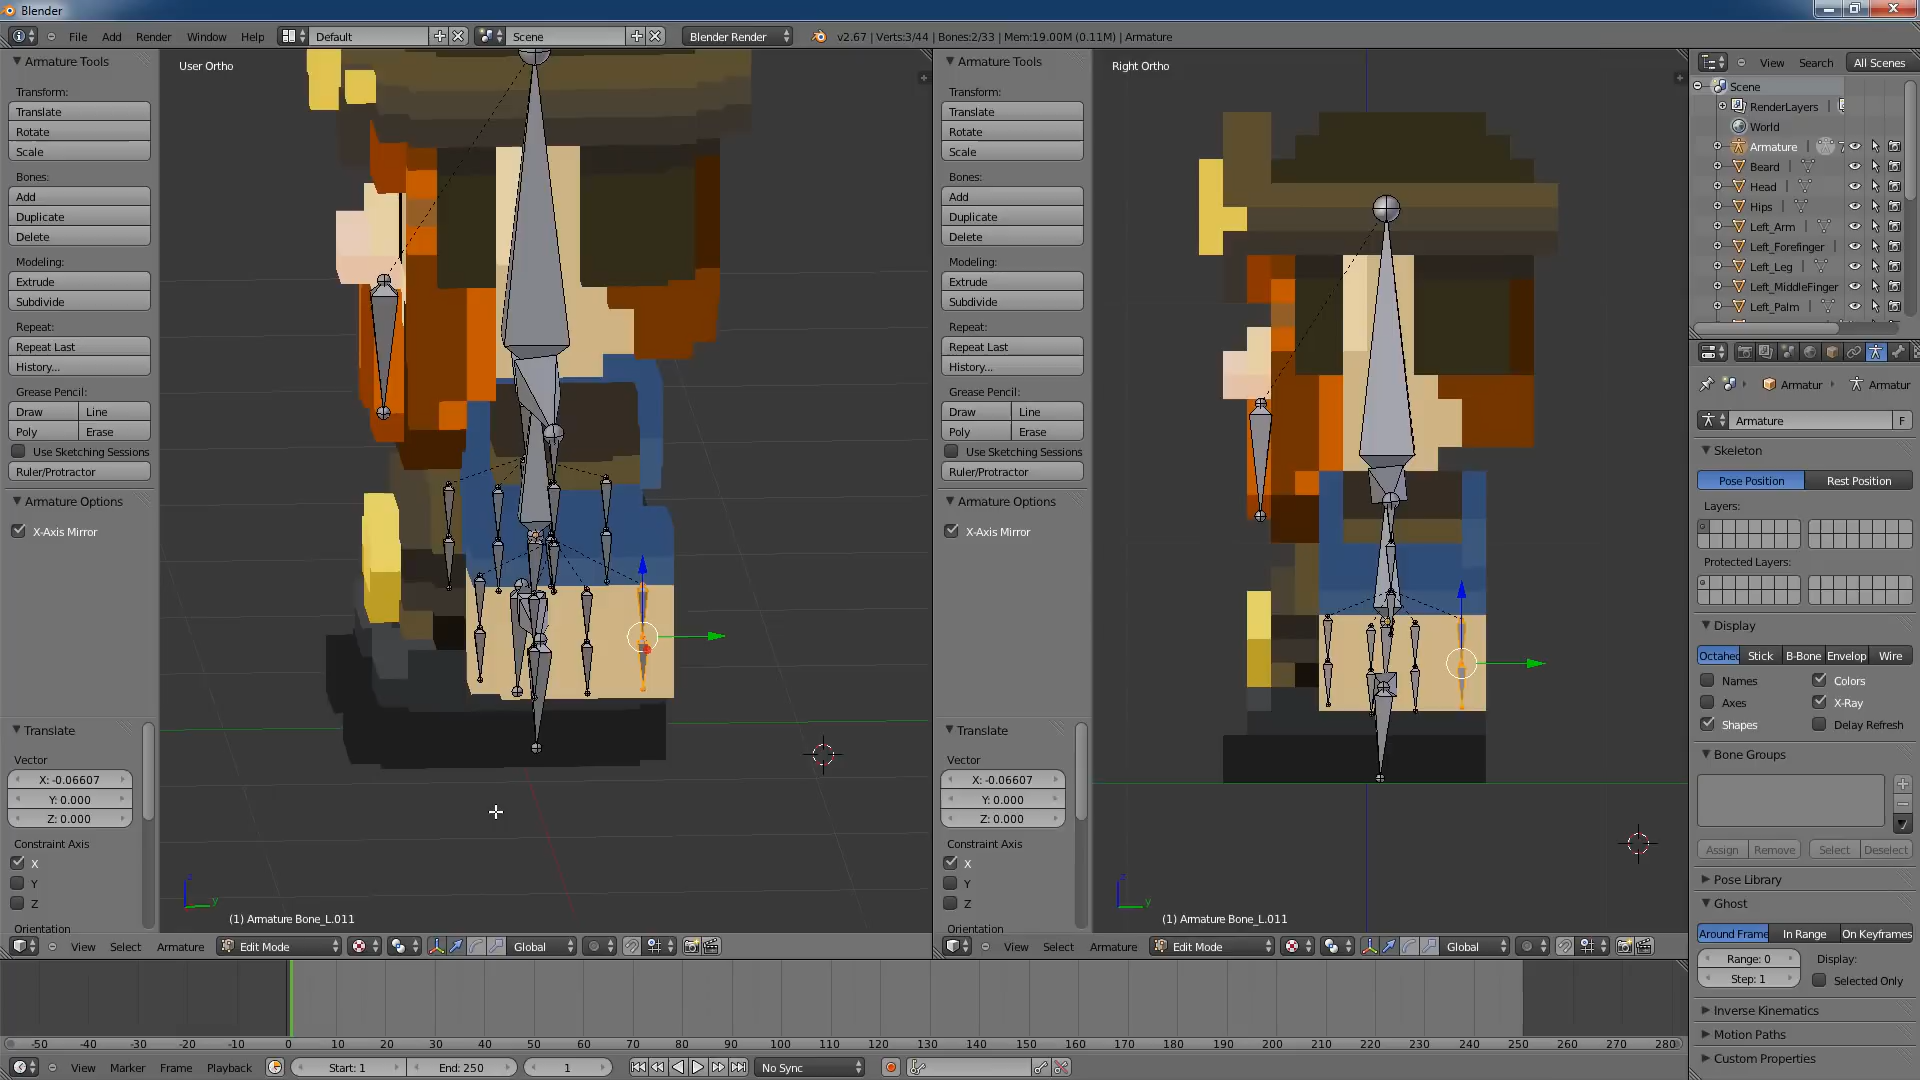 Blender
File Add Render Window Help Default Scene Blender Render v2.67 | Verts:3/44 | Bones:2/33 | Mem:19.00M (0.11M) | Armature
Armature Tools
Transform:
Translate
Rotate
Scale
Bones:
Add
Duplicate
Delete
Modeling:
Extrude
Subdivide
Repeat:
Repeat Last
History...
Grease Pencil:
Draw Line
Poly Erase
Use Sketching Sessions
Ruler/Protractor
Armature Options
X-Axis Mirror
Translate
Vector
X: -0.06607
Y: 0.000
Z: 0.000
Constraint Axis
X
Y
Z
Orientation
User Ortho
(1) Armature Bone_L.011
View Select Armature Edit Mode Global
Armature Tools
Transform:
Translate
Rotate
Scale
Bones:
Add
Duplicate
Delete
Modeling:
Extrude
Subdivide
Repeat:
Repeat Last
History...
Grease Pencil:
Draw Line
Poly Erase
Use Sketching Sessions
Ruler/Protractor
Armature Options
X-Axis Mirror
Translate
Vector
X: -0.06607
Y: 0.000
Z: 0.000
Constraint Axis
X
Y
Z
Orientation
Right Ortho
(1) Armature Bone_L.011
View Select Armature Edit Mode Global
View Search All Scenes
Scene
RenderLayers
World
Armature
Beard
Head
Hips
Left_Arm
Left_Forefinger
Left_Leg
Left_MiddleFinger
Left_Palm
Armatur Armatur
Armature F
Skeleton
Pose Position Rest Position
Layers:
Protected Layers:
Display
Octahec Stick B-Bone Envelop Wire
Names Colors
Axes X-Ray
Shapes Delay Refresh
Bone Groups
Assign Remove Select Deselect
Pose Library
Ghost
Around Frame In Range On Keyframes
Range: 0 Display:
Step: 1 Selected Only
Inverse Kinematics
Motion Paths
Custom Properties
-50 -40 -30 -20 -10 0 10 20 30 40 50 60 70 80 90 100 110 120 130 140 150 160 170 180 190 200 210 220 230 240 250 260 270 280
View Marker Frame Playback Start: 1 End: 250 1 No Sync